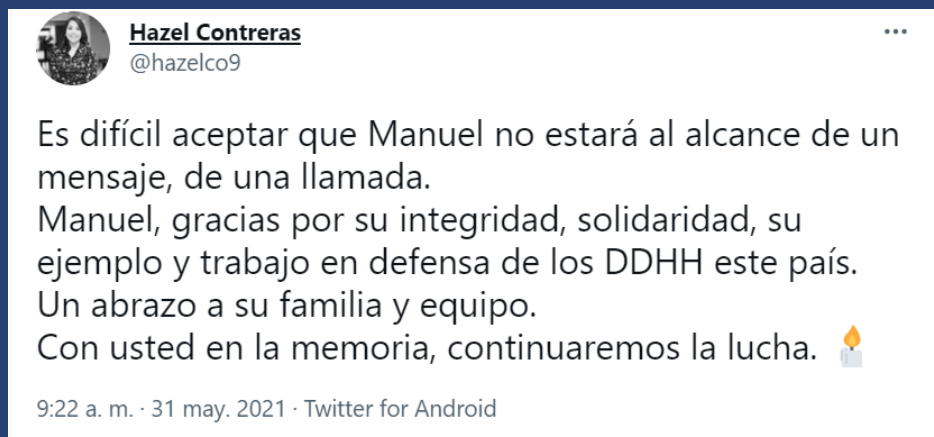 Hazel Contreras
@hazelco9
Es difícil aceptar que Manuel no estará al alcance de un
mensaje, de una llamada.
Manuel, gracias por su integridad, solidaridad, su
ejemplo y trabajo en defensa de los DDHH este país.
Un abrazo a su familia y equipo.
Con usted en la memoria, continuaremos la lucha. 🕯️
9:22 a. m. · 31 may. 2021 · Twitter for Android